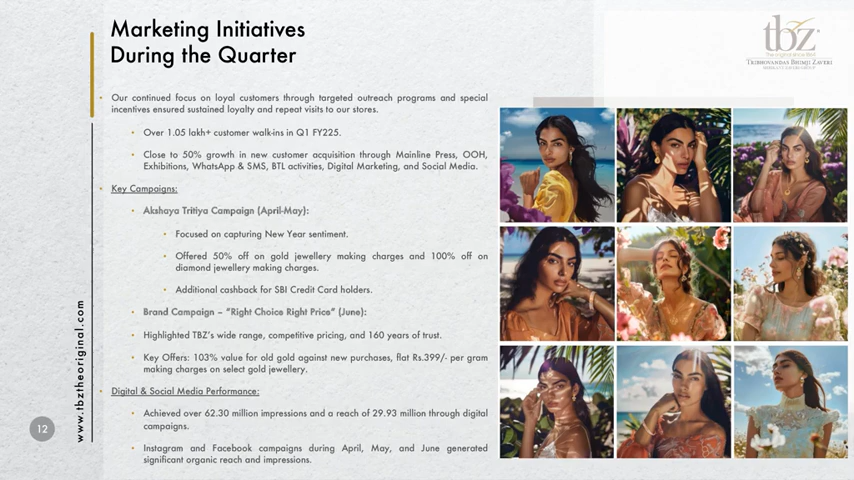 Marketing Initiatives
During the Quarter
tbz
TRIBHOVANDAS BHIMJI ZAVERI
Our continued focus on loyal customers through targeted outreach programs and special
incentives ensured sustained loyalty and repeat visits to our stores.
Over 1.05 lakh+ customer walk-ins in Q1 FY225.
Close to 50% growth in new customer acquisition through Mainline Press, OOH,
Exhibitions, WhatsApp & SMS, BTL activities, Digital Marketing, and Social Media.
Key Campaigns:
Akshaya Tritiya Campaign (April-May):
Focused on capturing New Year sentiment.
Offered 50% off on gold jewellery making charges and 100% off on
diamond jewellery making charges.
Additional cashback for SBI Credit Card holders.
Brand Campaign – "Right Choice Right Price" (June):
Highlighted TBZ's wide range, competitive pricing, and 160 years of trust.
Key Offers: 103% value for old gold against new purchases, flat Rs.399/- per gram
making charges on select gold jewellery.
Digital & Social Media Performance:
Achieved over 62.30 million impressions and a reach of 29.93 million through digital
campaigns.
Instagram and Facebook campaigns during April, May, and June generated
significant organic reach and impressions.
www.tbztheoriginal.com
12